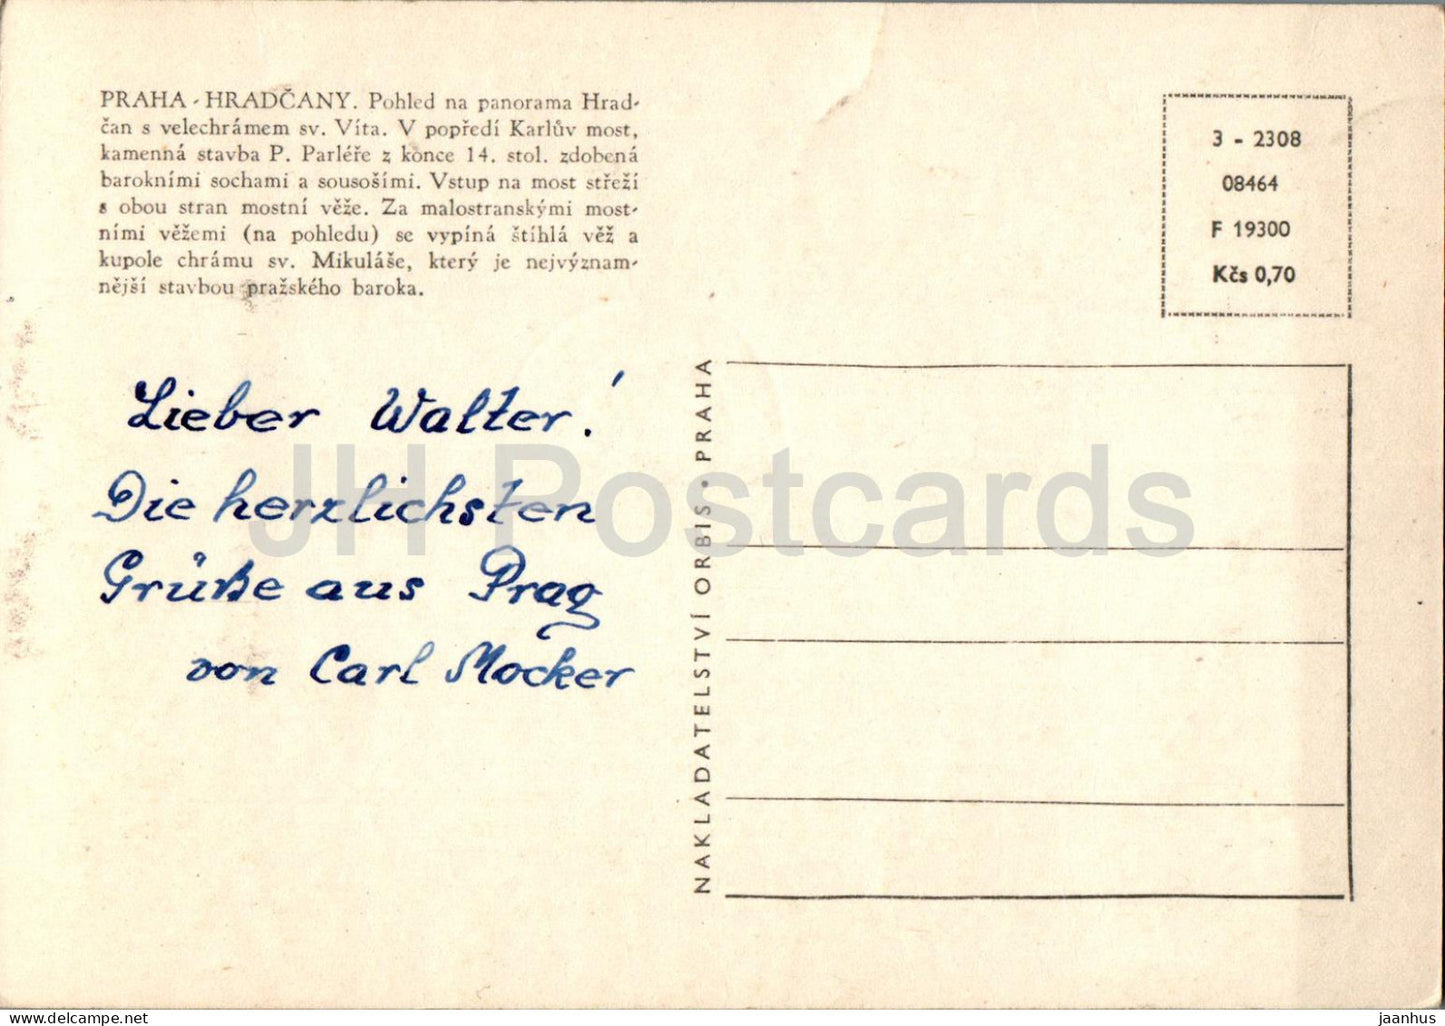 PRAHA - HRADČANY. Pohled na panorama Hrad-
čan s velechrámem sv. Víta. V popředí Karlův most,
kamenná stavba P. Parléře z konce 14. stol. zdobená
barokními sochami a sousošími. Vstup na most střeží
s obou stran mostní věže. Za malostranskými most-
ními věžemi (na pohledu) se vypíná štíhlá věž a
kupole chrámu sv. Mikuláše, který je nejvýznam-
nější stavbou pražského baroka.
3 - 2308
08464
F 19300
Kčs 0,70
Lieber Walter!
Die herzlichsten
Grüße aus Prag
von Carl Mocker
NAKLADATELSTVÍ ORBIS • PRAHA
JH Postcards
delcampe.net
jaanhus